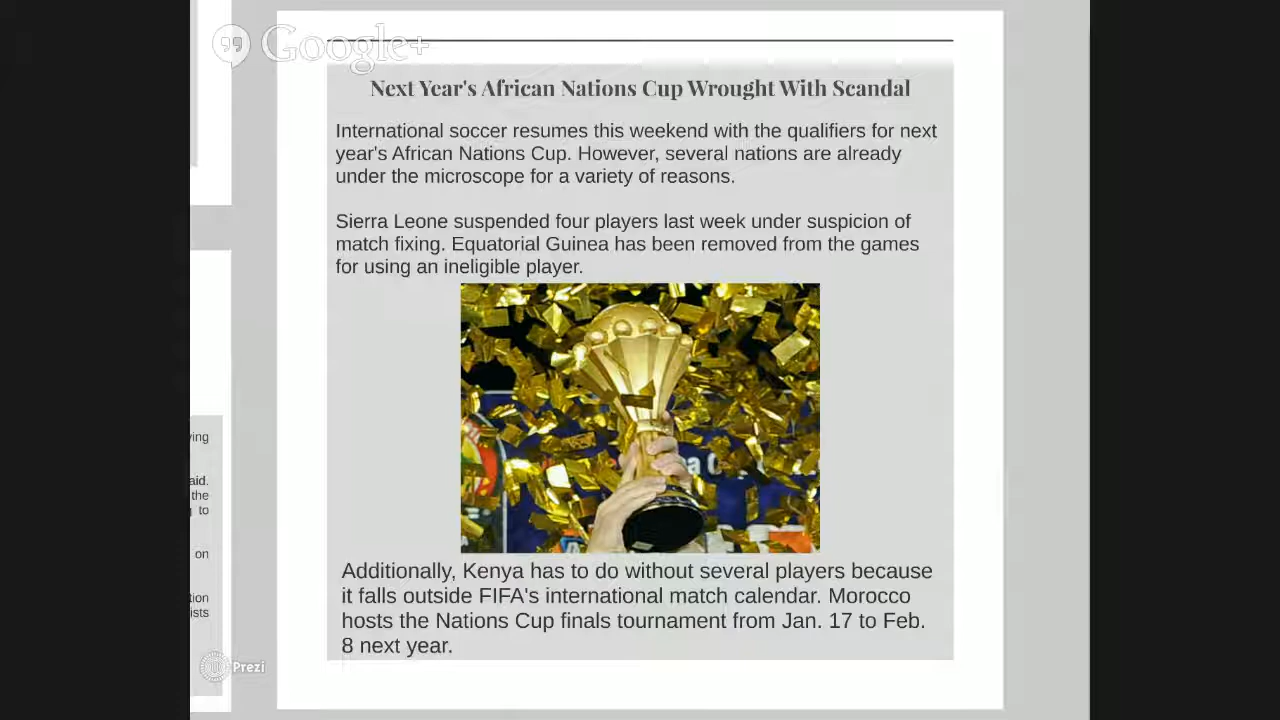 Google+
Next Year's African Nations Cup Wrought With Scandal
International soccer resumes this weekend with the qualifiers for next
year's African Nations Cup. However, several nations are already
under the microscope for a variety of reasons.
Sierra Leone suspended four players last week under suspicion of
match fixing. Equatorial Guinea has been removed from the games
for using an ineligible player.
Additionally, Kenya has to do without several players because
it falls outside FIFA's international match calendar. Morocco
hosts the Nations Cup finals tournament from Jan. 17 to Feb.
8 next year.
the
to
on
Prezi